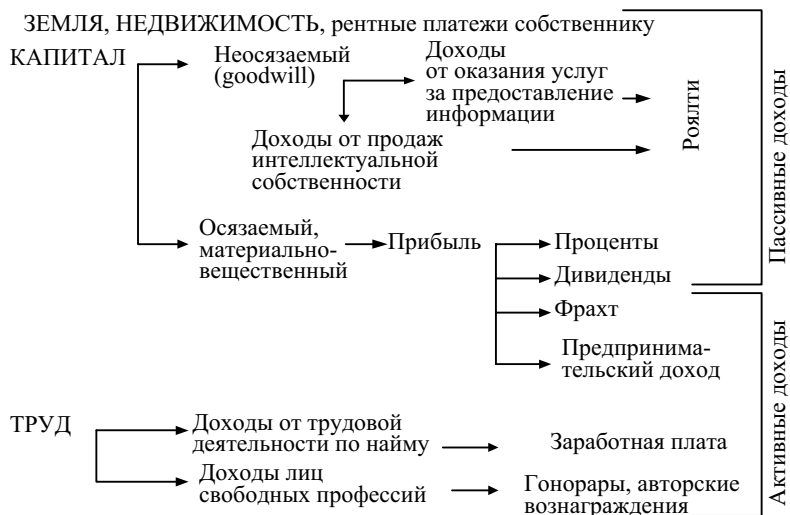 ЗЕМЛЯ, НЕДВИЖИМОСТЬ, рентные платежи собственнику
КАПИТАЛ
Неосязаемый
(goodwill)
Доходы
от оказания услуг
за предоставление
информации
Доходы от продаж
интеллектуальной
собственности
Роялти
Осязаемый,
материально-
вещественный
Прибыль
Проценты
Дивиденды
Фрахт
Предпринима-
тельский доход
Пассивные доходы
ТРУД
Доходы от трудовой
деятельности по найму
Заработная плата
Доходы лиц
свободных профессий
Гонорары, авторские
вознаграждения
Активные доходы